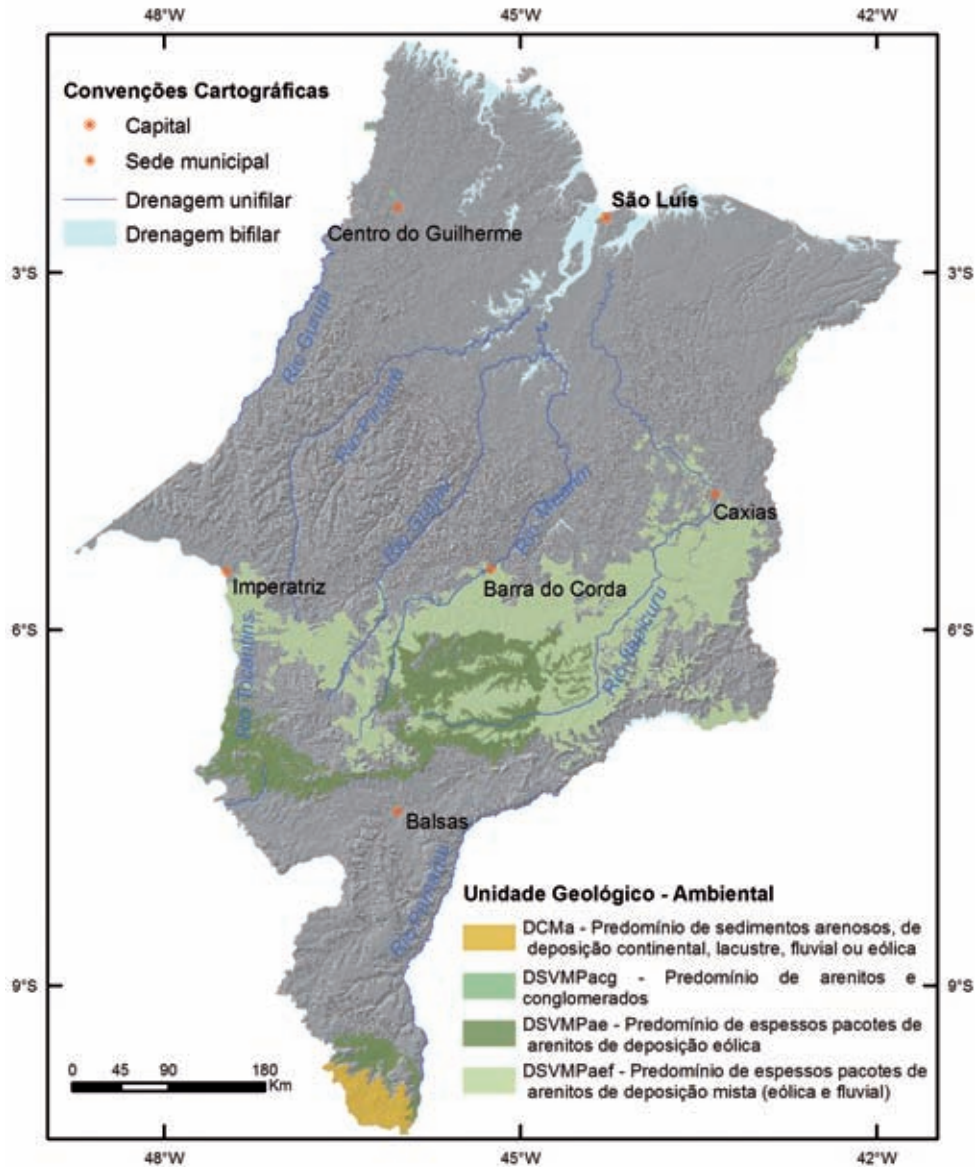 48°W 45°W 42°W
Convenções Cartográficas
Capital
Sede municipal
Drenagem unifilar
Drenagem bifilar
São Luís
Centro do Guilherme
3°S 3°S
Rio Gurupi
Rio Pindaré
Rio Grajaú
Rio Mearim
Caxias
Imperatriz
Barra do Corda
6°S 6°S
Rio Itapicuru
Rio Tocantins
Balsas
Rio Parnaíba
Unidade Geológico - Ambiental
DCMa - Predomínio de sedimentos arenosos, de
deposição continental, lacustre, fluvial ou eólica
DSVMPacg - Predomínio de arenitos e
conglomerados
9°S 9°S
DSVMPae - Predomínio de espessos pacotes de
arenitos de deposição eólica
DSVMPaef - Predomínio de espessos pacotes de
arenitos de deposição mista (eólica e fluvial)
0 45 90 180
Km
48°W 45°W 42°W